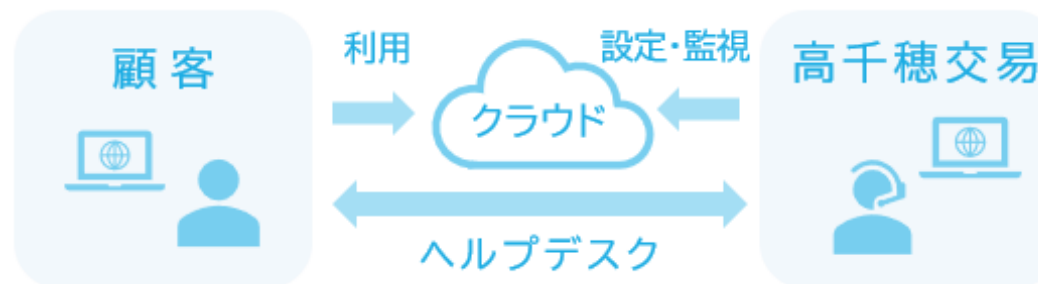 顧客
利用
クラウド
設定・監視
高千穂交易
ヘルプデスク